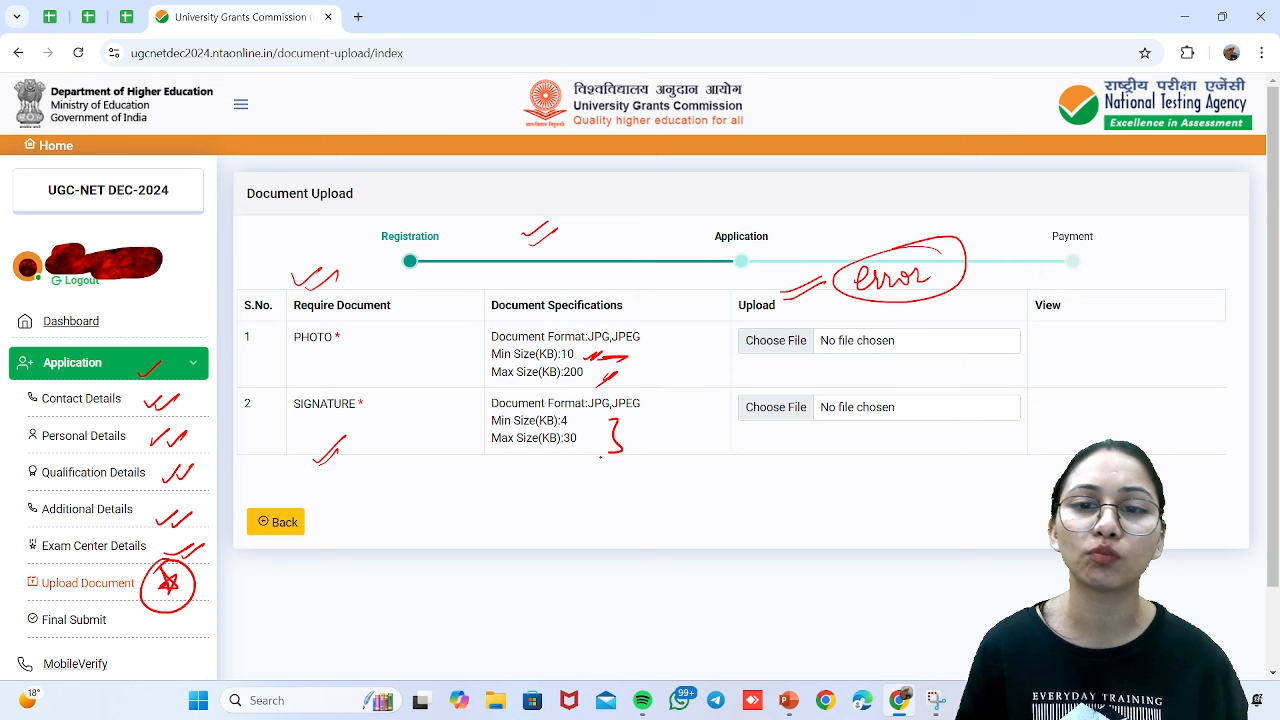 University Grants Commission (
ugcnetdec2024.ntaonline.in/document-upload/index
Department of Higher Education
Ministry of Education
Government of India
विश्वविद्यालय अनुदान आयोग
University Grants Commission
Quality higher education for all
राष्ट्रीय परीक्षा एजेंसी
National Testing Agency
Excellence in Assessment
Home
UGC-NET DEC-2024
Logout
Dashboard
Application
Contact Details
Personal Details
Qualification Details
Additional Details
Exam Center Details
Upload Document
Final Submit
MobileVerify
Document Upload
Registration
Application
Payment
error
S.No. Require Document Document Specifications Upload View
1 PHOTO * Document Format:JPG,JPEG
Min Size(KB):10
Max Size(KB):200
Choose File No file chosen
2 SIGNATURE * Document Format:JPG,JPEG
Min Size(KB):4
Max Size(KB):30
Choose File No file chosen
Back
EVERYDAY TRAINING
18°
Search
99+